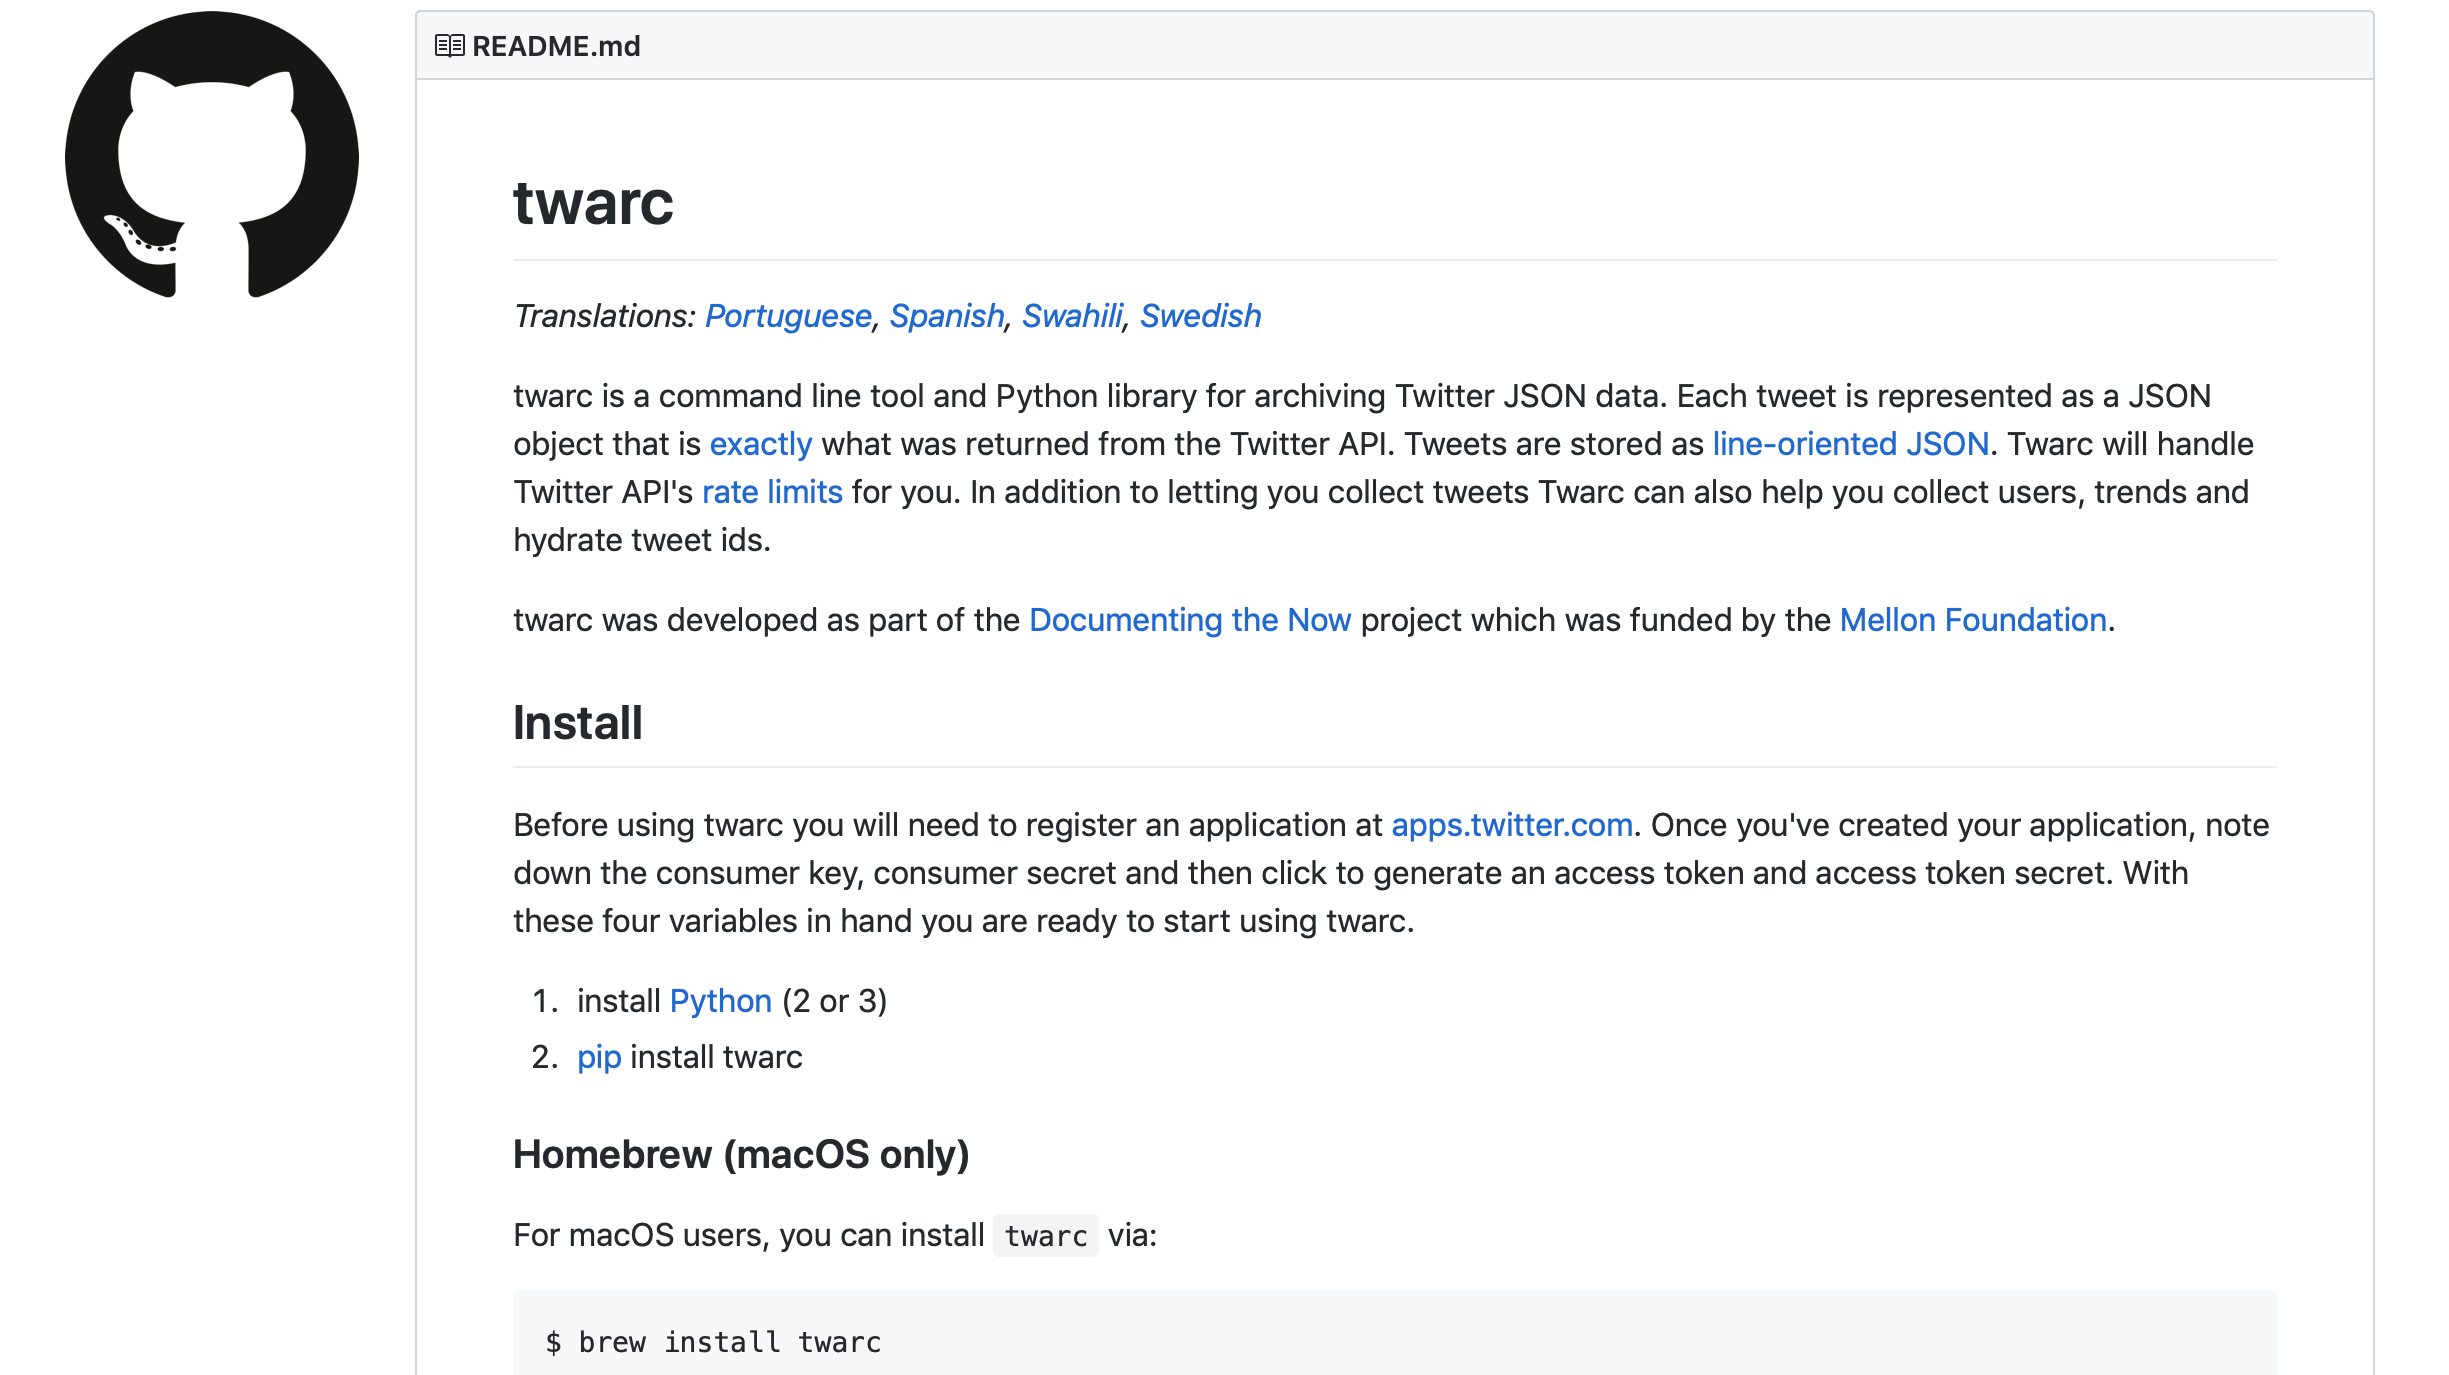 README.md
twarc
Translations: Portuguese, Spanish, Swahili, Swedish
twarc is a command line tool and Python library for archiving Twitter JSON data. Each tweet is represented as a JSON
object that is exactly what was returned from the Twitter API. Tweets are stored as line-oriented JSON. Twarc will handle
Twitter API's rate limits for you. In addition to letting you collect tweets Twarc can also help you collect users, trends and
hydrate tweet ids.
twarc was developed as part of the Documenting the Now project which was funded by the Mellon Foundation.
Install
Before using twarc you will need to register an application at apps.twitter.com. Once you've created your application, note
down the consumer key, consumer secret and then click to generate an access token and access token secret. With
these four variables in hand you are ready to start using twarc.
1. install Python (2 or 3)
2. pip install twarc
Homebrew (macOS only)
For macOS users, you can install twarc via:
$ brew install twarc